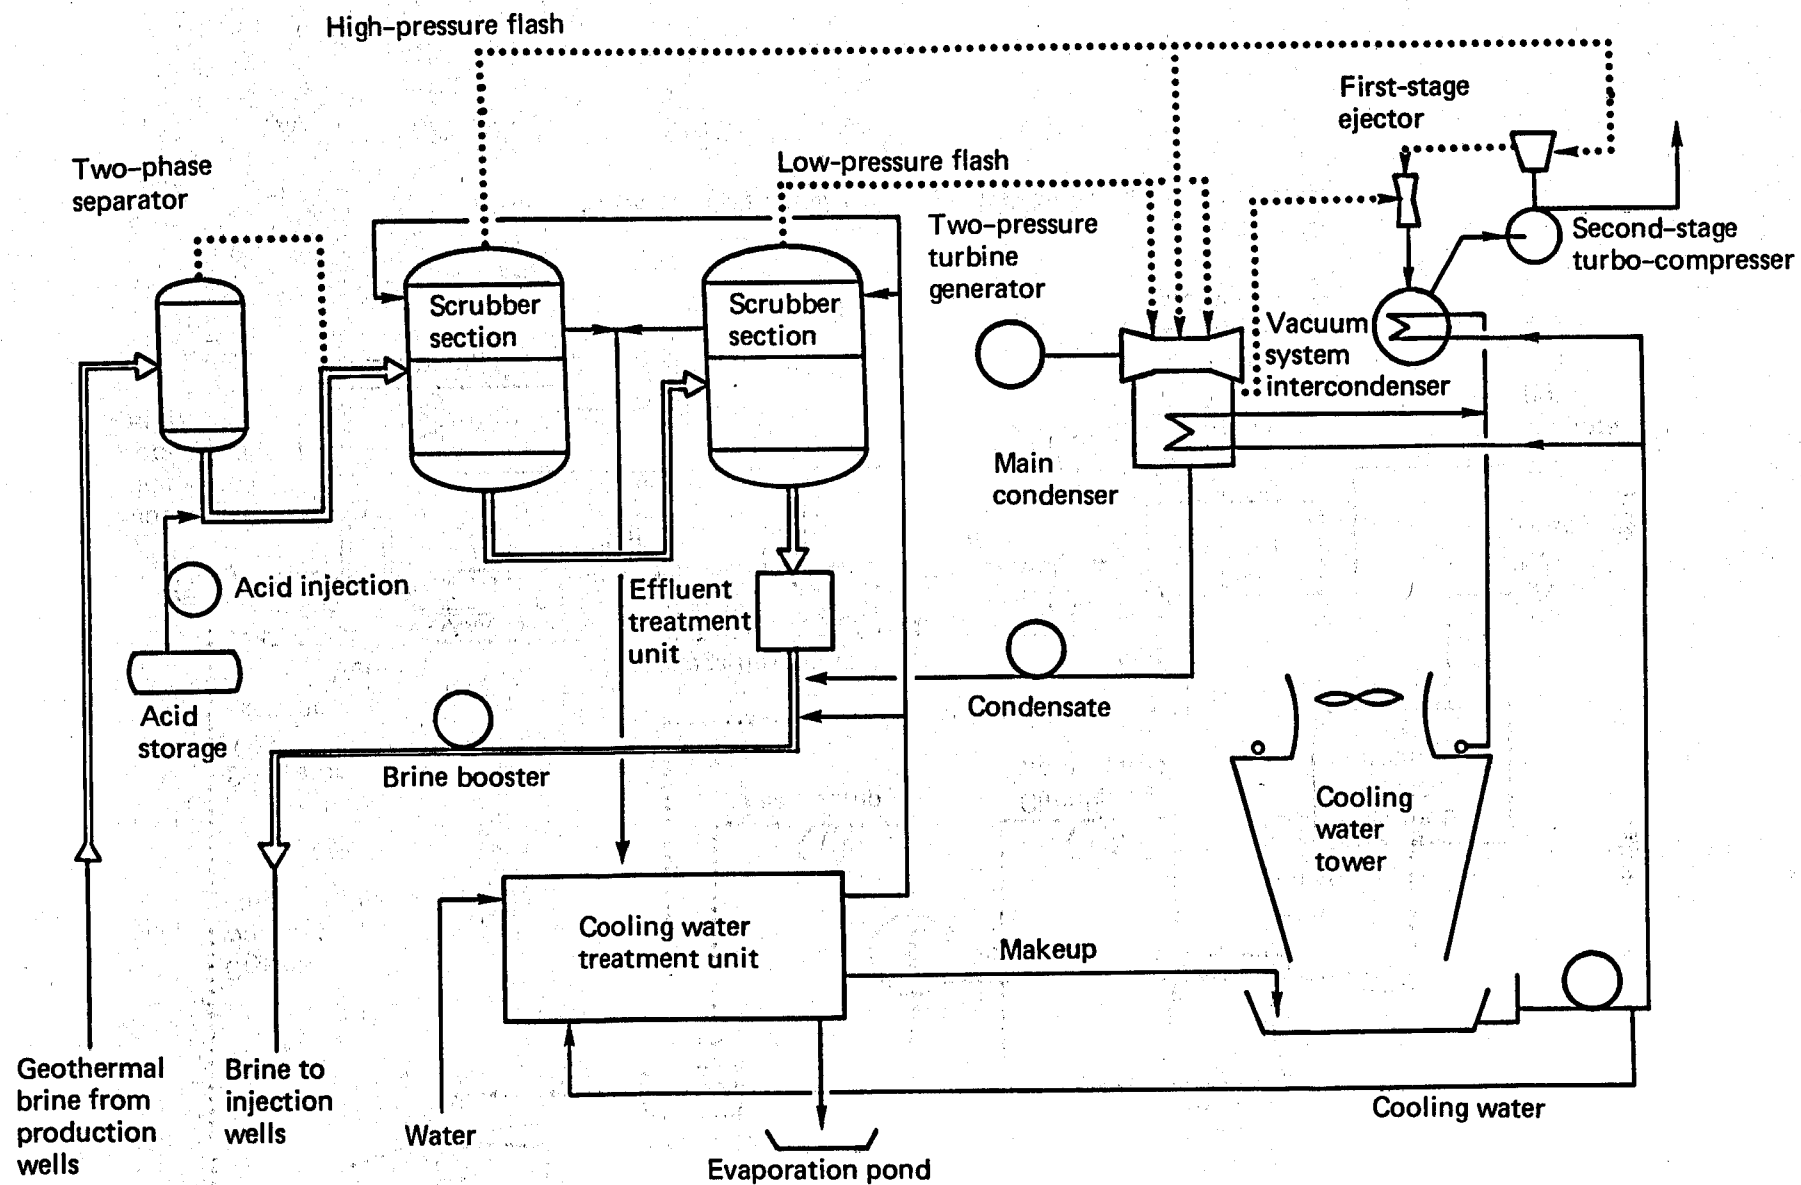 High-pressure flash
First-stage
ejector
Two-phase
separator
Low-pressure flash
Two-pressure
turbine
generator
Second-stage
turbo-compresser
Scrubber
section
Scrubber
section
Vacuum
system
intercondenser
Main
condenser
Acid injection
Effluent
treatment
unit
Acid
storage
Condensate
Brine booster
Cooling
water
tower
Cooling water
treatment unit
Makeup
Geothermal
brine from
production
wells
Brine to
injection
wells
Water
Cooling water
Evaporation pond